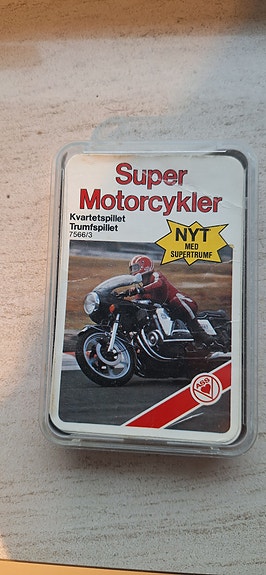 Super
Motorcykler
Kvartetspillet
Trumfspillet
7566/3
NYT
MED
SUPERTRUMF
ASS